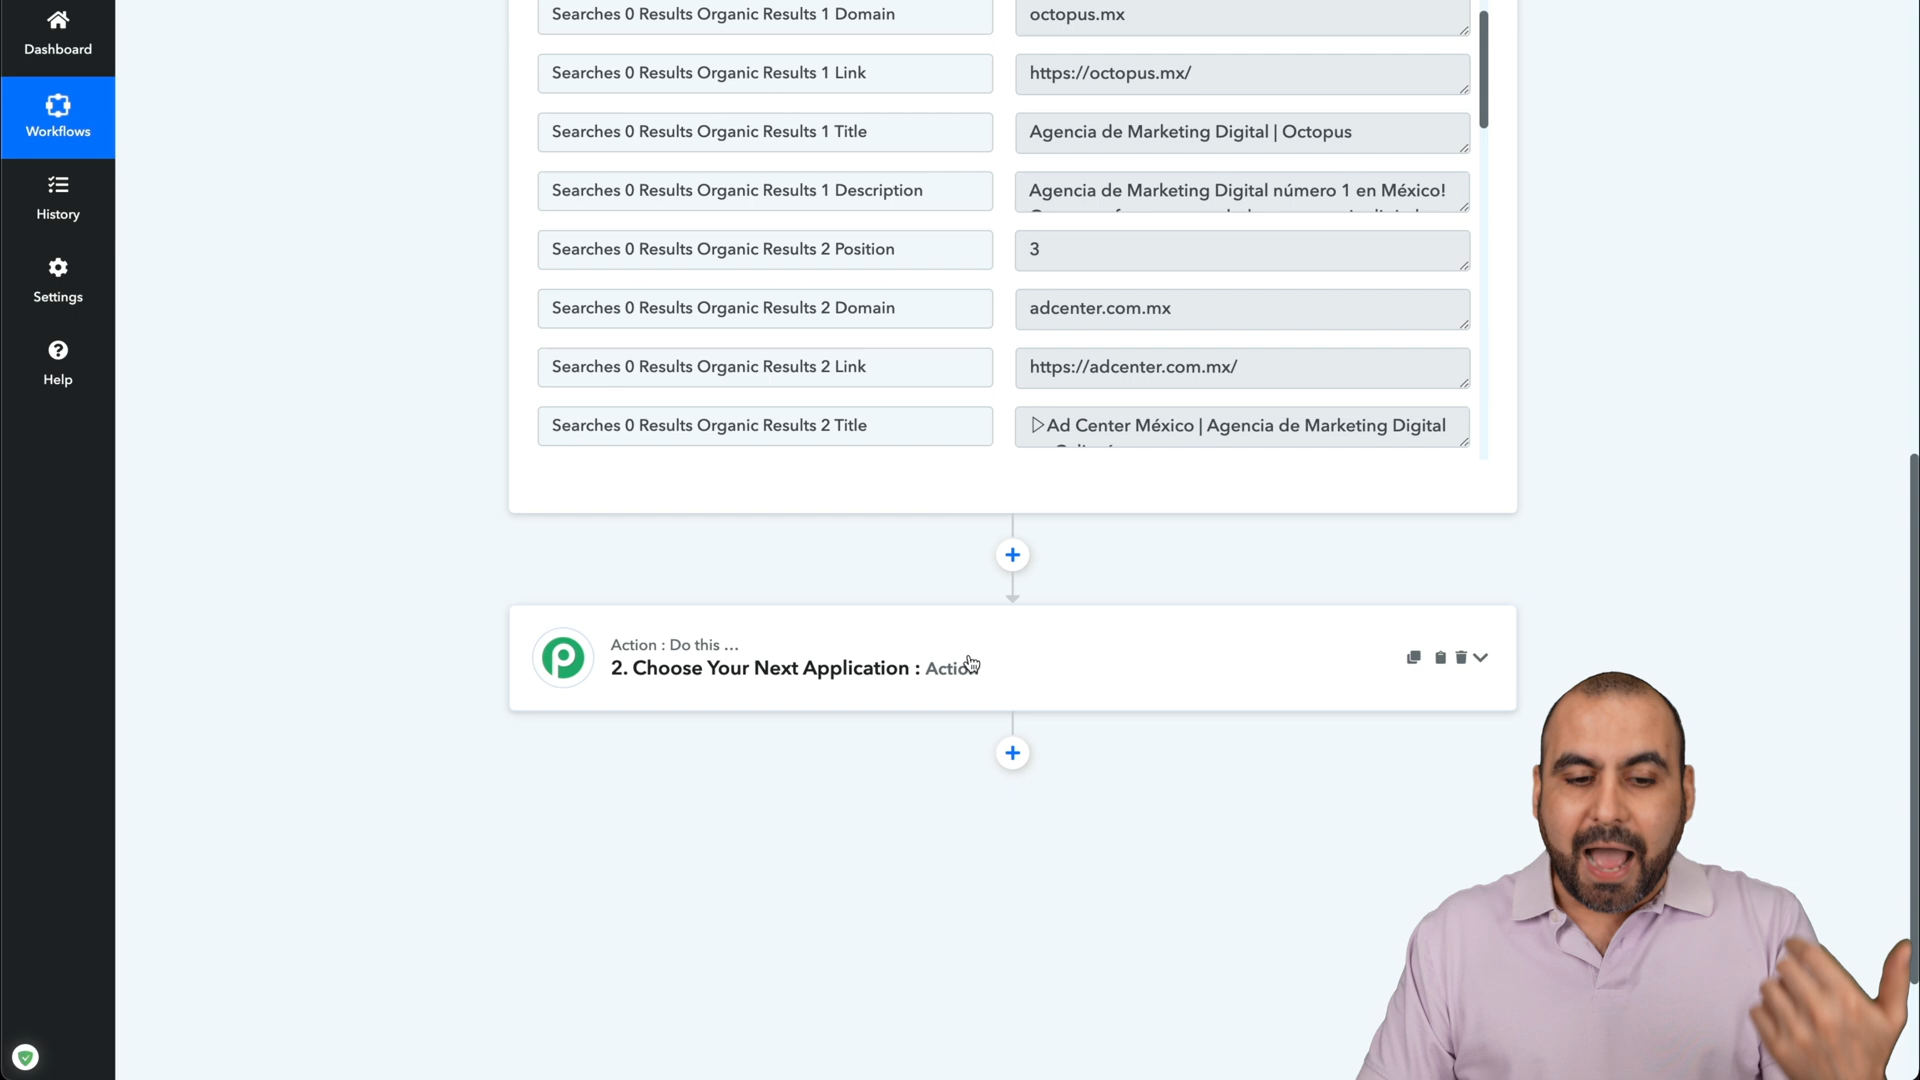 Dashboard
Workflows
History
Settings
Help
Searches 0 Results Organic Results 1 Domain
octopus.mx
Searches 0 Results Organic Results 1 Link
https://octopus.mx/
Searches 0 Results Organic Results 1 Title
Agencia de Marketing Digital | Octopus
Searches 0 Results Organic Results 1 Description
Agencia de Marketing Digital número 1 en México!
Searches 0 Results Organic Results 2 Position
3
Searches 0 Results Organic Results 2 Domain
adcenter.com.mx
Searches 0 Results Organic Results 2 Link
https://adcenter.com.mx/
Searches 0 Results Organic Results 2 Title
▷Ad Center México | Agencia de Marketing Digital
Action : Do this ...
2. Choose Your Next Application : Action